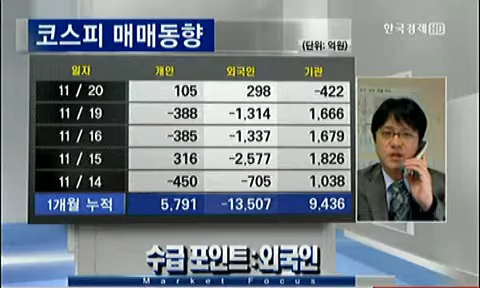 코스피 매매동향
한국경제HD
(단위: 억원)
일자 개인 외국인 기관
11 / 20 105 298 -422
11 / 19 -388 -1,314 1,666
11 / 16 -385 -1,337 1,679
11 / 15 316 -2,577 1,826
11 / 14 -450 -705 1,038
1개월 누적 5,791 -13,507 9,436
수급 포인트:외국인
Market Focus